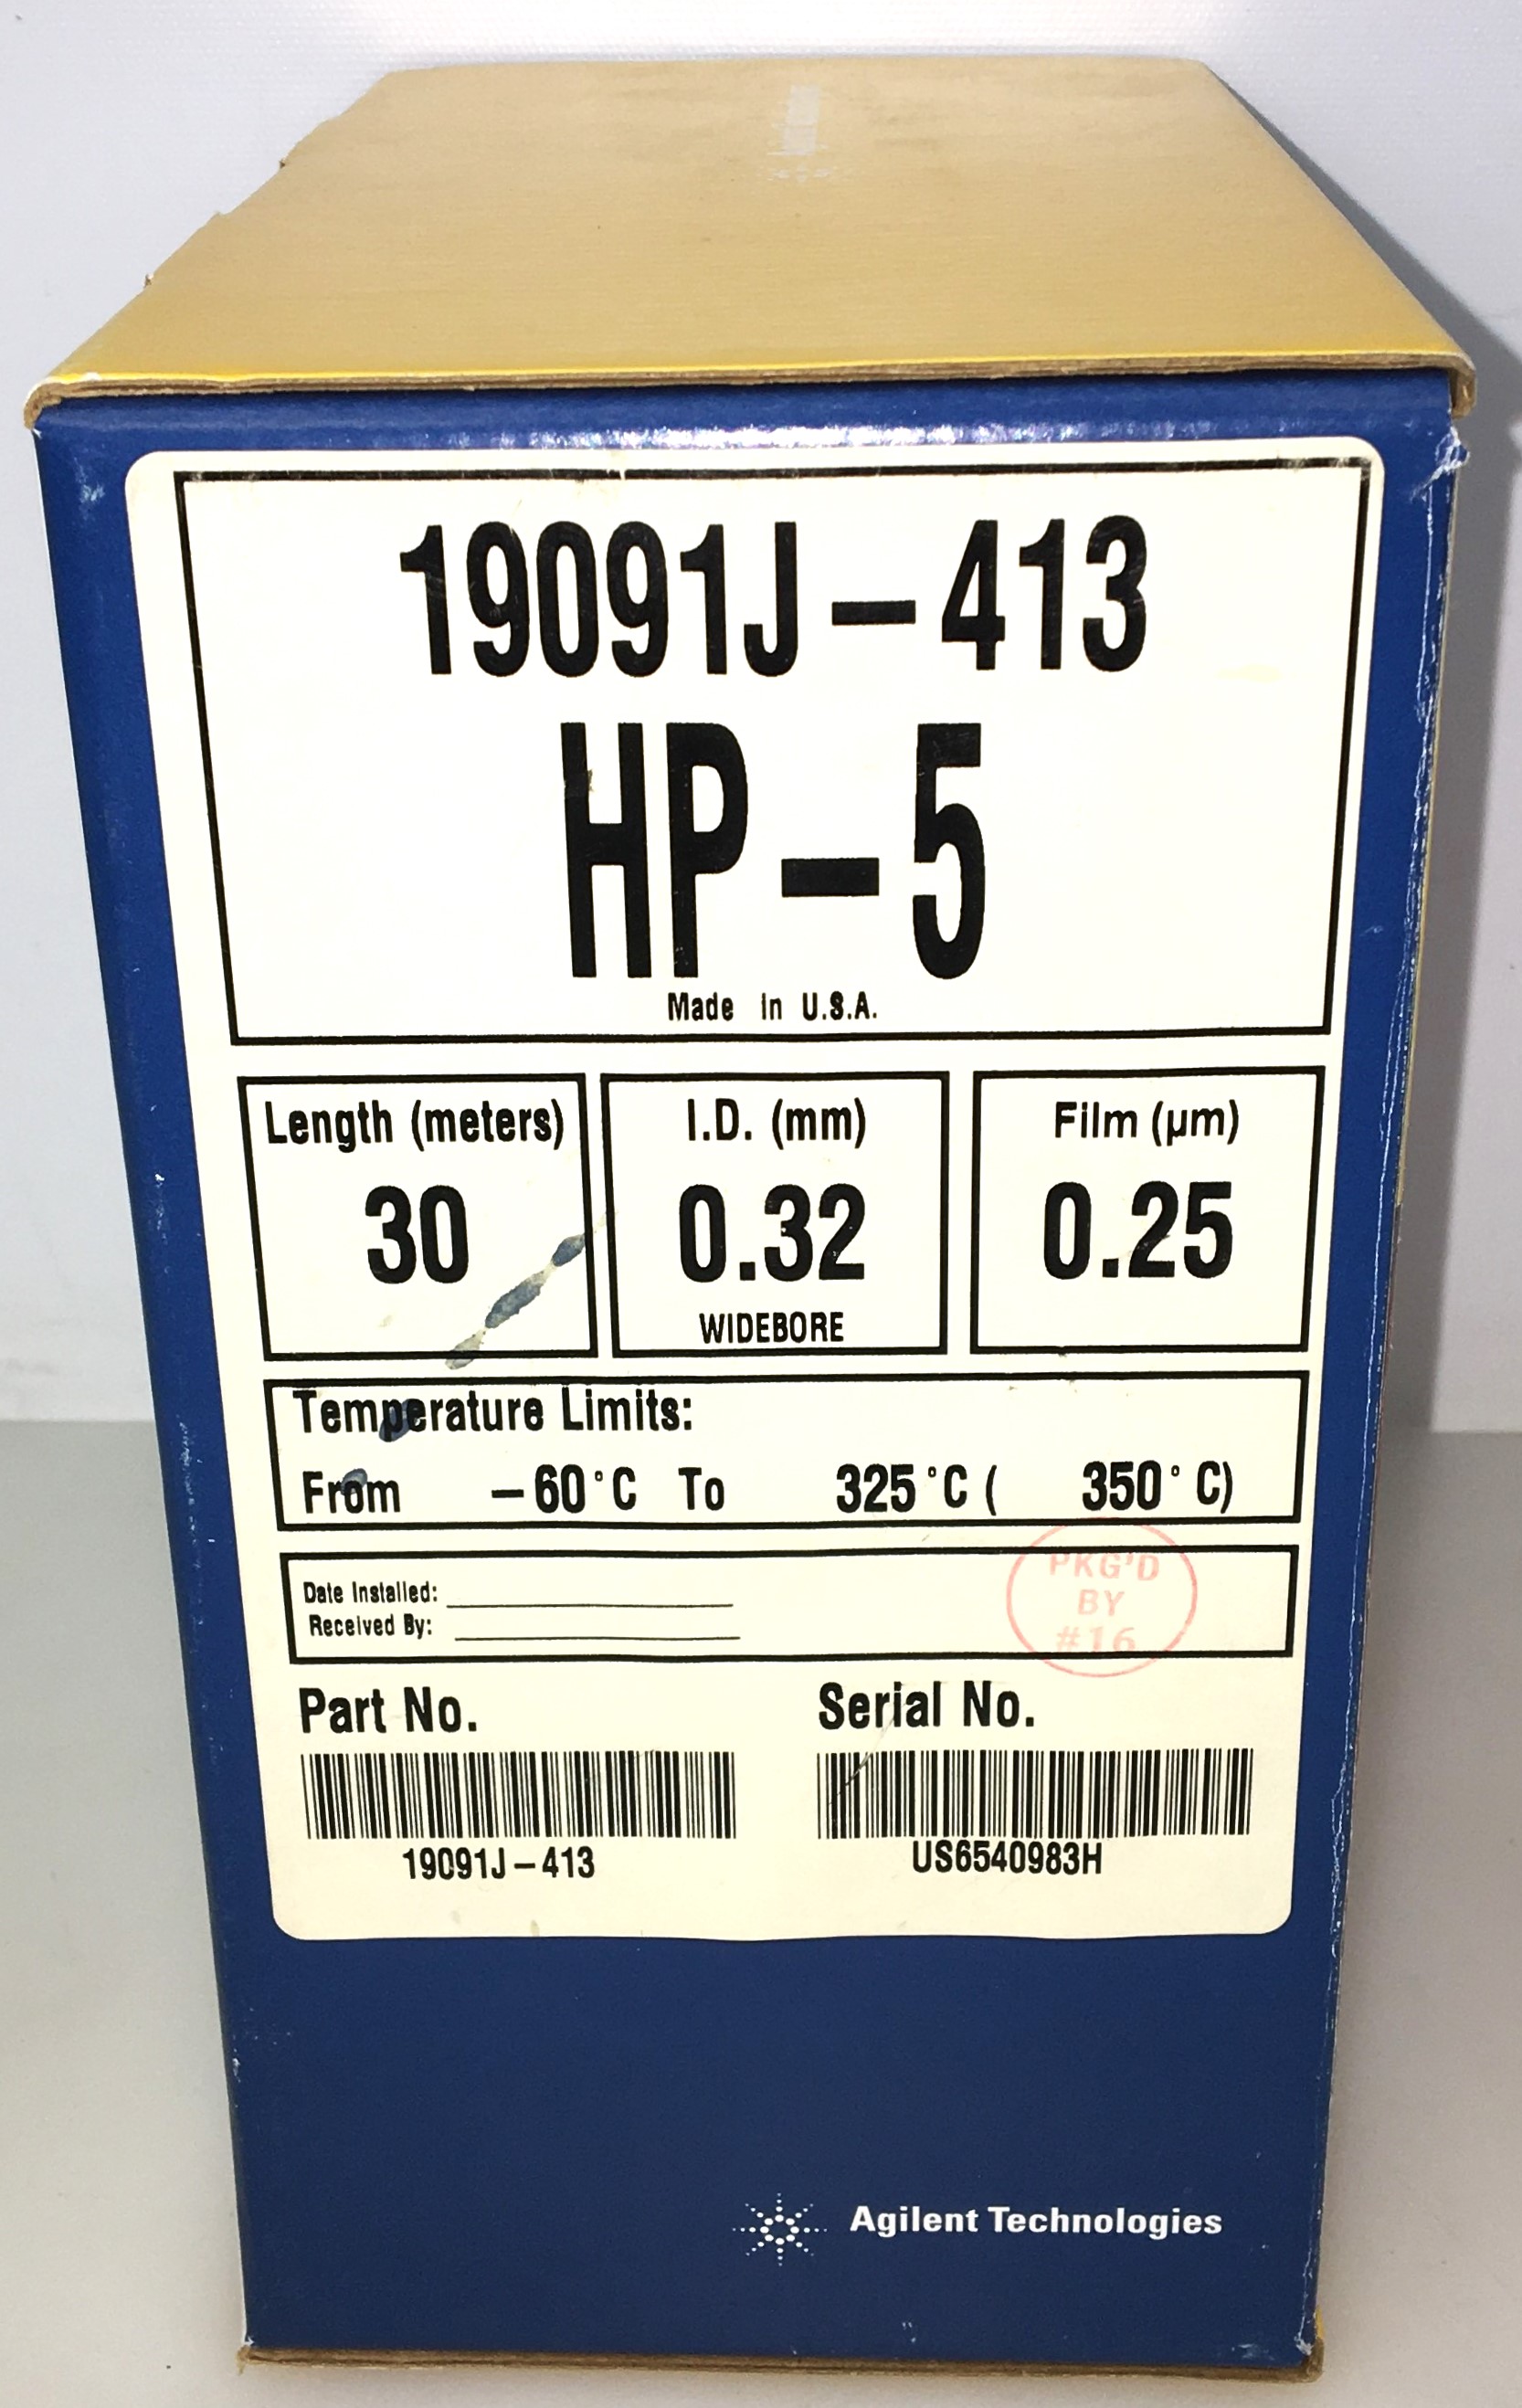 19091J-413
HP-5
Made in U.S.A.
Length (meters)
30
I.D. (mm)
0.32
WIDEBORE
Film (µm)
0.25
Temperature Limits:
From -60°C To 325°C ( 350°C)
Date Installed:
Received By:
PKG'D
BY
#16
Part No.
19091J-413
Serial No.
US6540983H
Agilent Technologies